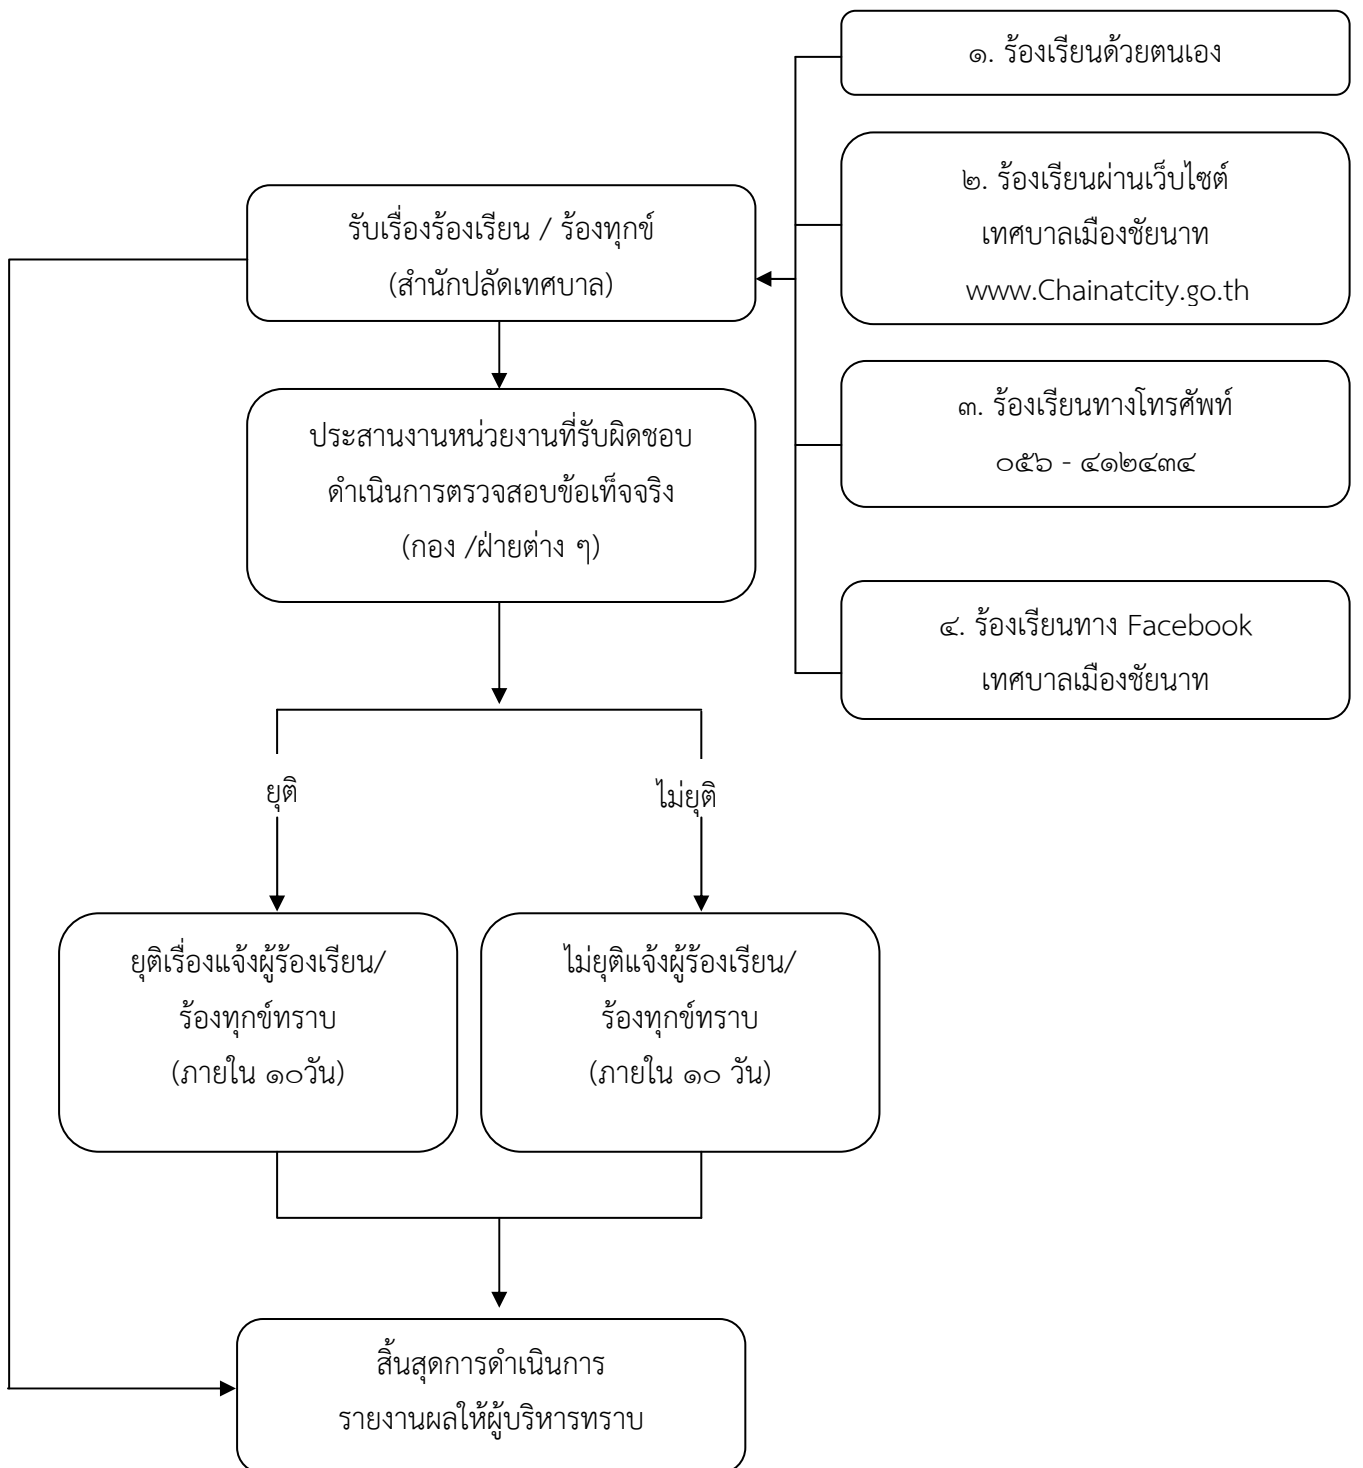 ๑. ร้องเรียนด้วยตนเอง
๒. ร้องเรียนผ่านเว็บไซต์
เทศบาลเมืองชัยนาท
www.Chainatcity.go.th
รับเรื่องร้องเรียน / ร้องทุกข์
(สำนักปลัดเทศบาล)
๓. ร้องเรียนทางโทรศัพท์
๐๕๖ - ๔๑๒๔๓๔
ประสานงานหน่วยงานที่รับผิดชอบ
ดำเนินการตรวจสอบข้อเท็จจริง
(กอง /ฝ่ายต่าง ๆ)
๔. ร้องเรียนทาง Facebook
เทศบาลเมืองชัยนาท
ยุติ
ไม่ยุติ
ยุติเรื่องแจ้งผู้ร้องเรียน/
ร้องทุกข์ทราบ
(ภายใน ๑๐วัน)
ไม่ยุติแจ้งผู้ร้องเรียน/
ร้องทุกข์ทราบ
(ภายใน ๑๐ วัน)
สิ้นสุดการดำเนินการ
รายงานผลให้ผู้บริหารทราบ